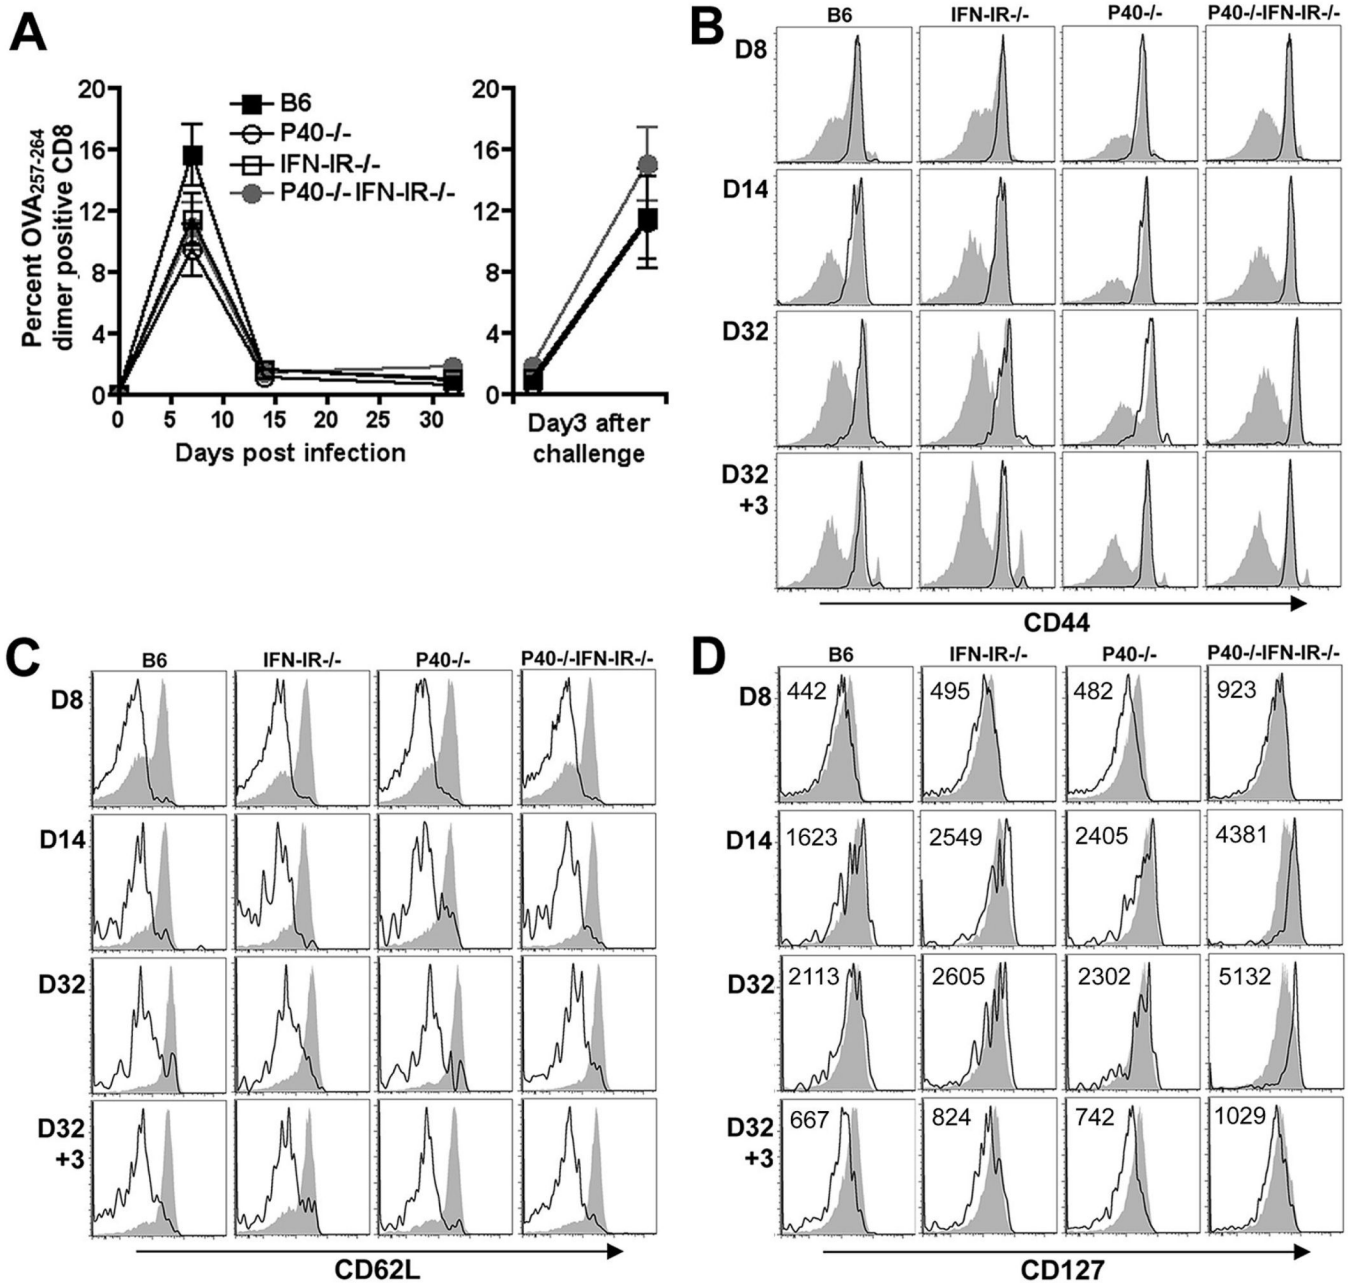 A
Percent OVA257-264
dimer positive CD8
20
16
12
8
4
0
0 5 10 15 20 25 30
Days post infection
B6
P40-/-
IFN-IR-/-
P40-/-IFN-IR-/-
20
16
12
8
4
0
Day3 after
challenge
B
B6 IFN-IR-/- P40-/- P40-/-IFN-IR-/-
D8
D14
D32
D32
+3
CD44
C
B6 IFN-IR-/- P40-/- P40-/-IFN-IR-/-
D8
D14
D32
D32
+3
CD62L
D
B6 IFN-IR-/- P40-/- P40-/-IFN-IR-/-
D8 442 495 482 923
D14 1623 2549 2405 4381
D32 2113 2605 2302 5132
D32 667 824 742 1029
+3
CD127